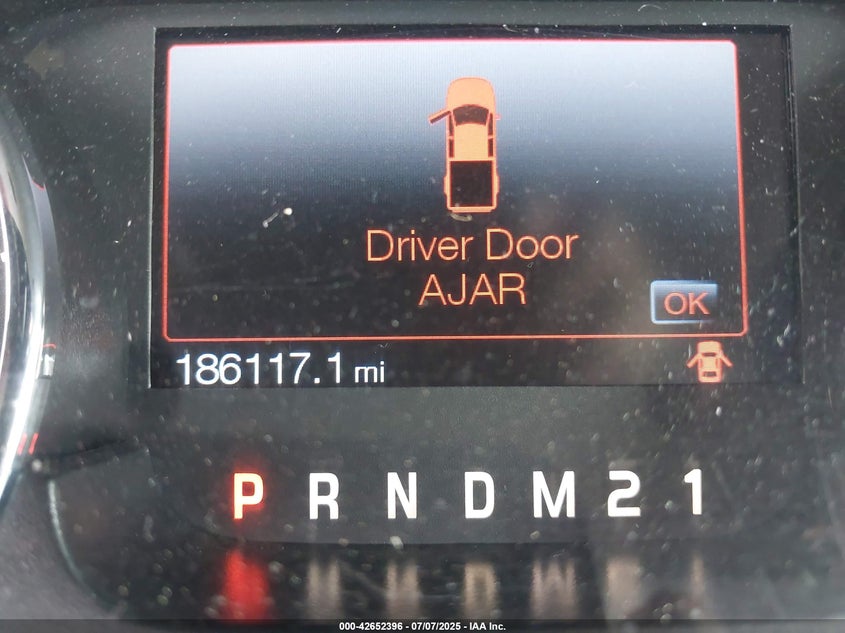 Driver Door
AJAR
OK
186117.1 mi
P R N D M 2 1
000-42652396 - 07/07/2025 - IAA Inc.